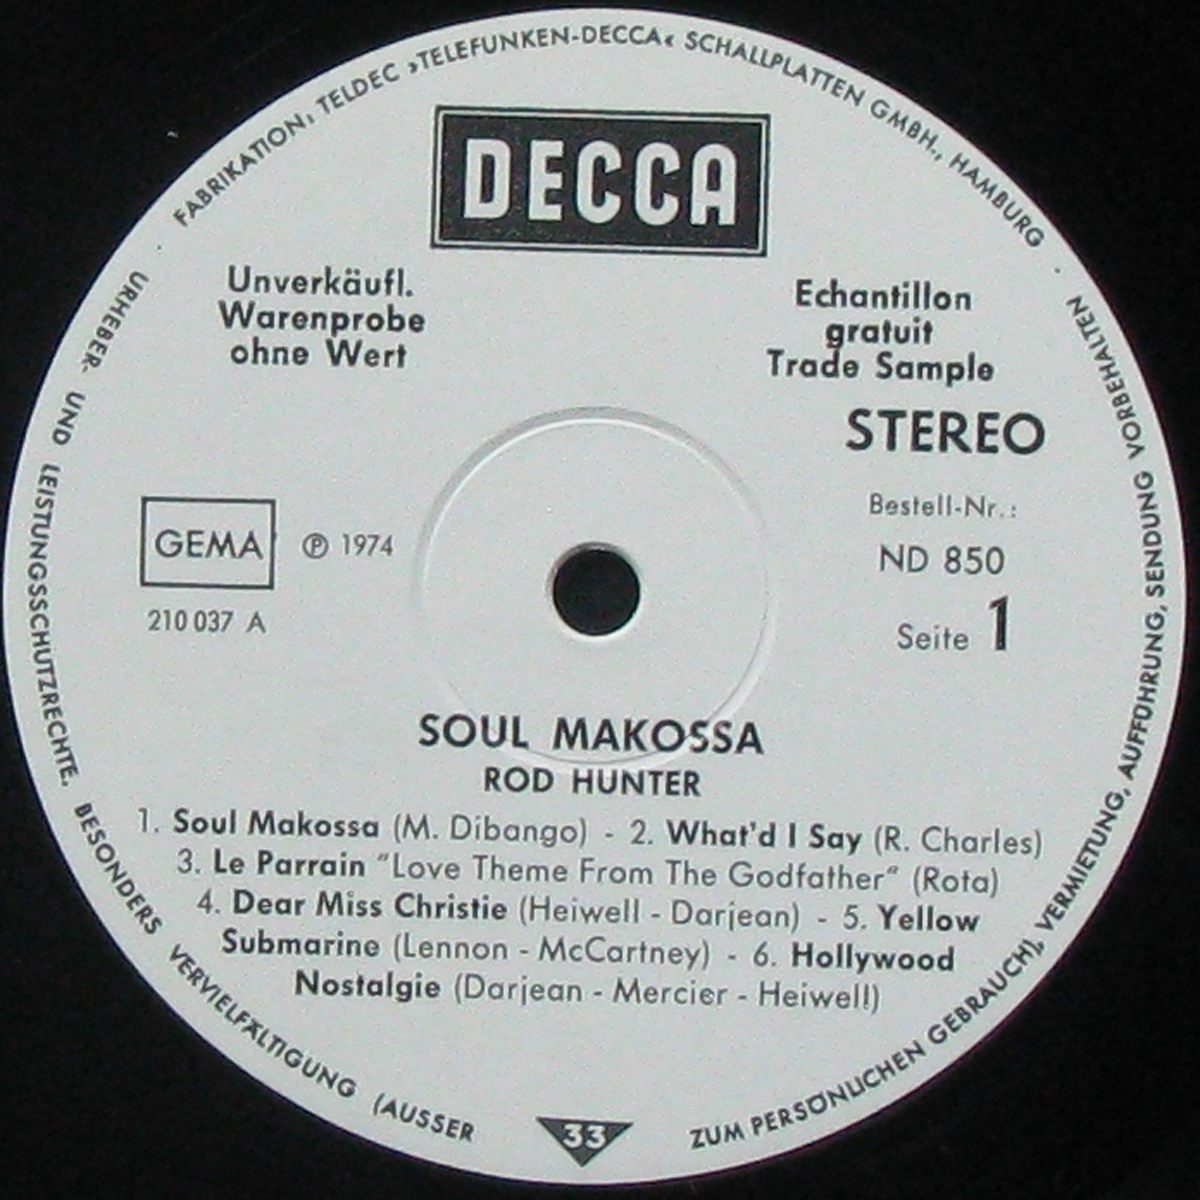 FABRIKATION: TELDEC ›TELEFUNKEN-DECCA‹ SCHALLPLATTEN GMBH., HAMBURG
DECCA
Unverkäufl.
Warenprobe
ohne Wert
Echantillon
gratuit
Trade Sample
STEREO
Bestell-Nr.:
ND 850
Seite 1
GEMA
℗ 1974
210 037 A
SOUL MAKOSSA
ROD HUNTER
1. Soul Makossa (M. Dibango) - 2. What'd I Say (R. Charles)
3. Le Parrain "Love Theme From The Godfather" (Rota)
4. Dear Miss Christie (Heiwell - Darjean) - 5. Yellow
Submarine (Lennon - McCartney) - 6. Hollywood
Nostalgie (Darjean - Mercier - Heiwell)
URHEBER- UND LEISTUNGSSCHUTZRECHTE, BESONDERS VERVIELFÄLTIGUNG (AUSSER ZUM PERSÖNLICHEN GEBRAUCH), VERMIETUNG, AUFFÜHRUNG, SENDUNG VORBEHALTEN
33